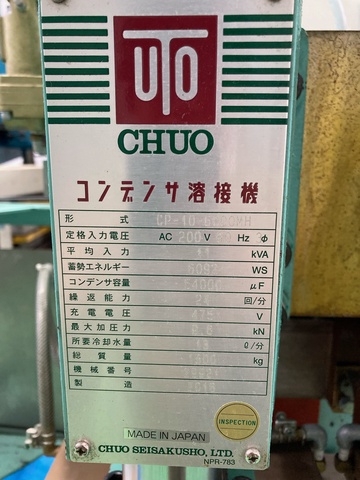 UTO
CHUO
コンデンサ溶接機
形式
定格入力電圧 AC 200 V Hz φ
平均入力 11 kVA
蓄勢エネルギー WS
コンデンサ容量 54000 μF
繰返能力 回/分
充電電圧 475 V
最大加圧力 kN
所要冷却水量 ℓ/分
総質量 kg
機械番号
製造
INSPECTION
MADE IN JAPAN
CHUO SEISAKUSHO, LTD.
NPR-783